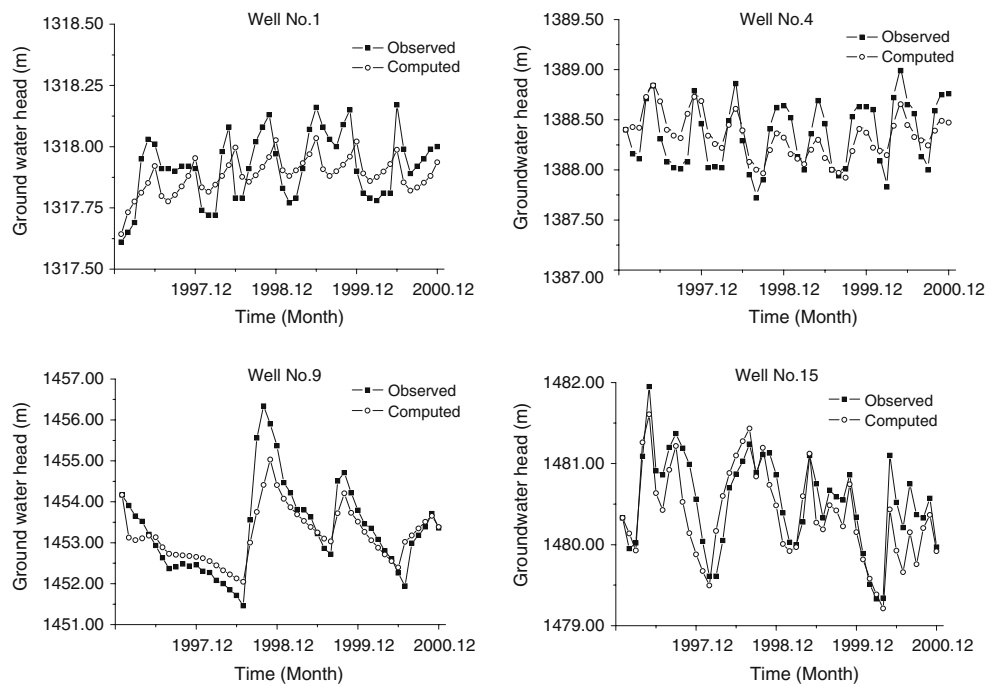 Well No.1
Observed
Computed
Ground water head (m)
1318.50
1318.25
1318.00
1317.75
1317.50
1997.12
1998.12
1999.12
2000.12
Time (Month)
Well No.4
Observed
Computed
Groundwater head (m)
1389.50
1389.00
1388.50
1388.00
1387.50
1387.00
1997.12
1998.12
1999.12
2000.12
Time (Month)
Well No.9
Observed
Computed
Ground water head (m)
1457.00
1456.00
1455.00
1454.00
1453.00
1452.00
1451.00
1997.12
1998.12
1999.12
2000.12
Time (Month)
Well No.15
Observed
Computed
Ground water head (m)
1482.00
1481.00
1480.00
1479.00
1997.12
1998.12
1999.12
2000.12
Time (Month)